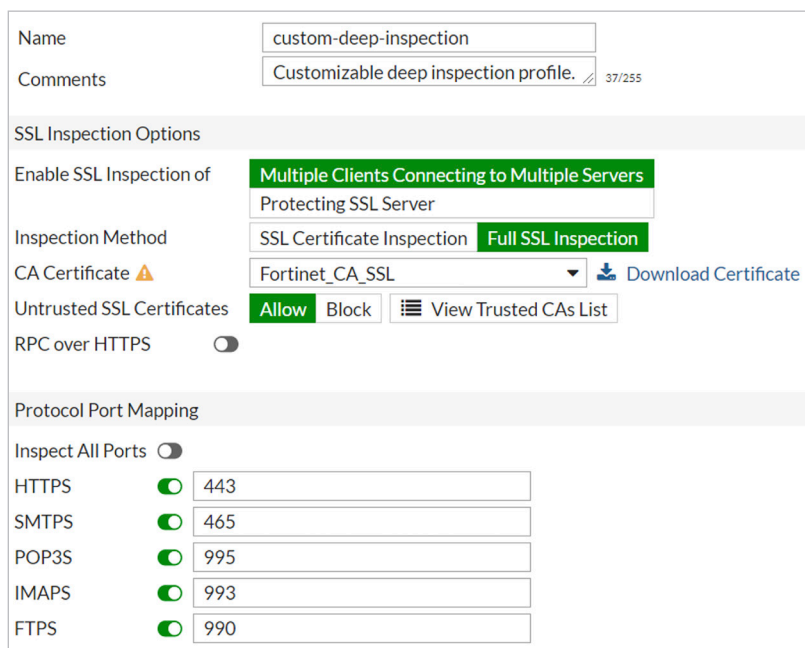 Name custom-deep-inspection
Comments Customizable deep inspection profile. 37/255
SSL Inspection Options
Enable SSL Inspection of Multiple Clients Connecting to Multiple Servers
Protecting SSL Server
Inspection Method SSL Certificate Inspection Full SSL Inspection
CA Certificate Fortinet_CA_SSL Download Certificate
Untrusted SSL Certificates Allow Block View Trusted CAs List
RPC over HTTPS
Protocol Port Mapping
Inspect All Ports
HTTPS 443
SMTPS 465
POP3S 995
IMAPS 993
FTPS 990